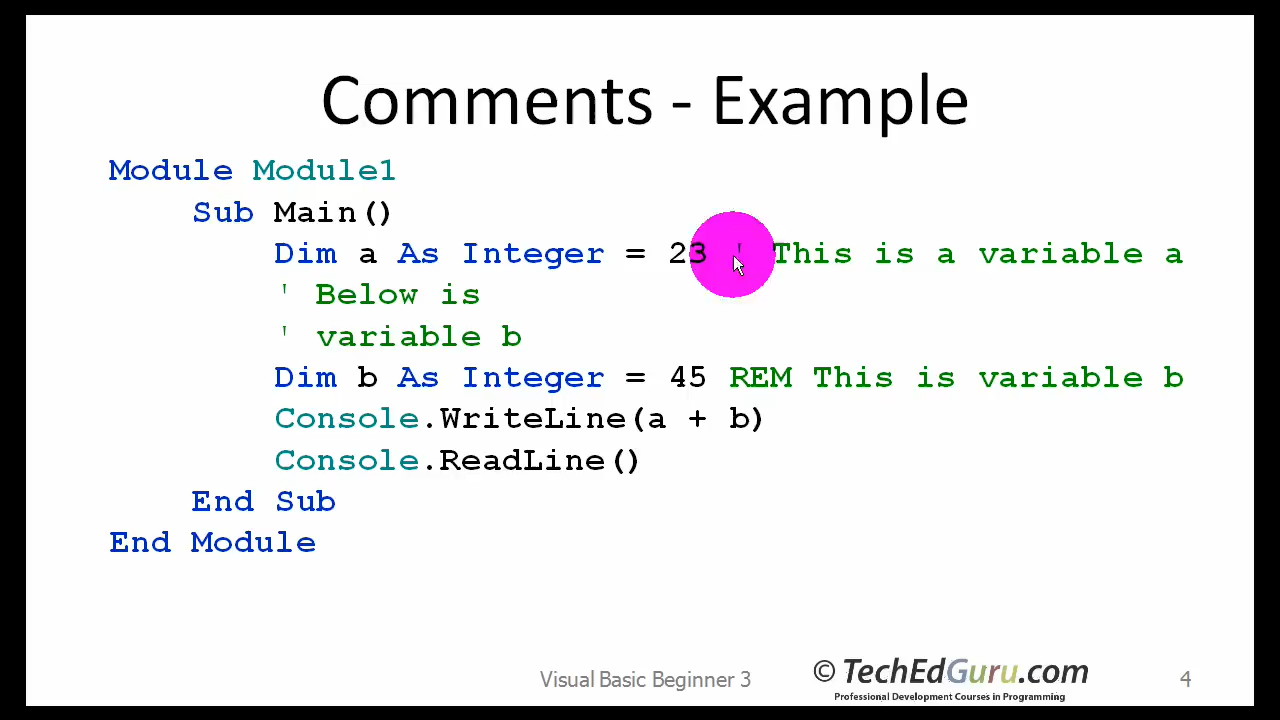 Comments - Example
Module Module1
Sub Main()
Dim a As Integer = 23 ' This is a variable a
' Below is
' variable b
Dim b As Integer = 45 REM This is variable b
Console.WriteLine(a + b)
Console.ReadLine()
End Sub
End Module
Visual Basic Beginner 3
© TechEdGuru.com
Professional Development Courses in Programming
4